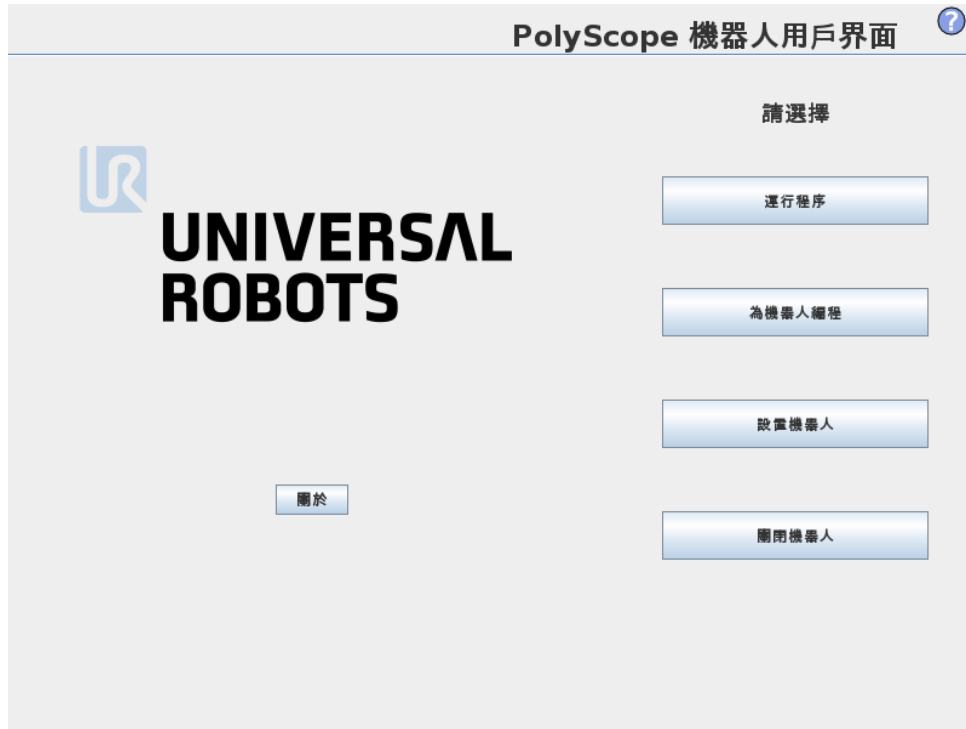 PolyScope 機器人用戶界面
?
請選擇
UR
UNIVERSAL
ROBOTS
運行程序
為機器人編程
設置機器人
關於
關閉機器人